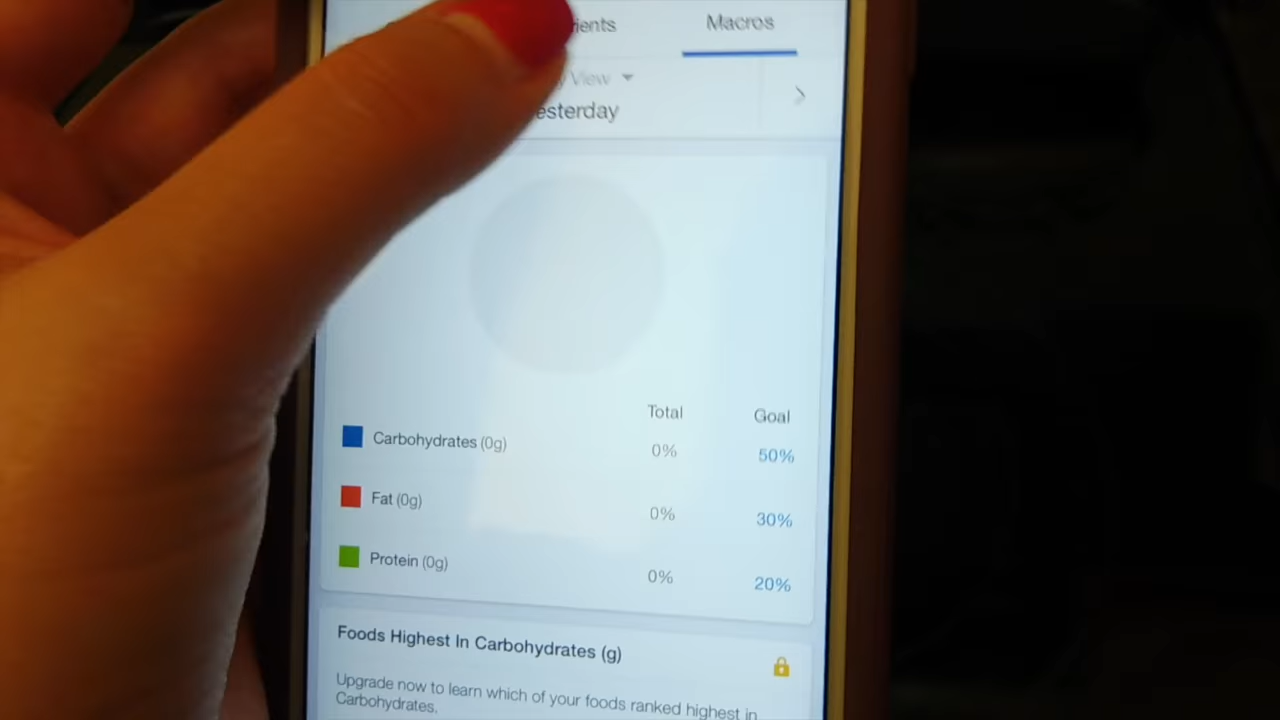 Macros
View
Total Goal
Carbohydrates (0g) 0% 50%
Fat (0g) 0% 30%
Protein (0g) 0% 20%
Foods Highest In Carbohydrates (g)
Upgrade now to learn which of your foods ranked highest in
Carbohydrates.